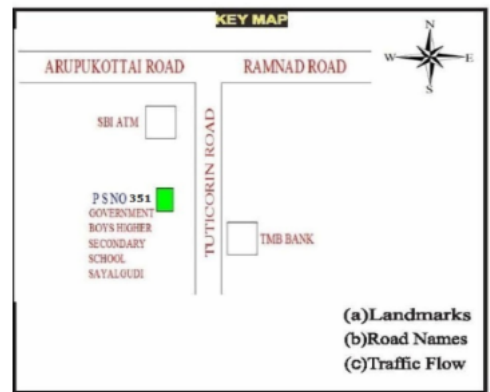 KEY MAP
N
W E
S
ARUPUKOTTAI ROAD RAMNAD ROAD
SBI ATM
TUTICORIN ROAD
P S NO 351
GOVERNMENT
BOYS HIGHER
SECONDARY
SCHOOL
SAYALOUDI
TMB BANK
(a)Landmarks
(b)Road Names
(c)Traffic Flow